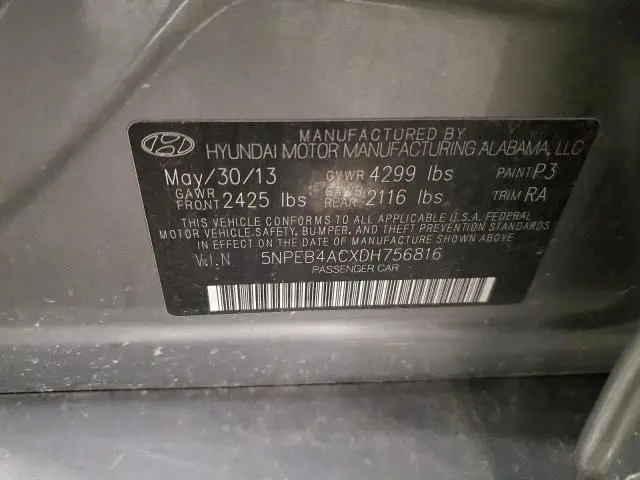 MANUFACTURED BY
HYUNDAI MOTOR MANUFACTURING ALABAMA, LLC
May/30/13 GVWR 4299 lbs PAINT P3
GAWR FRONT 2425 lbs GAWR REAR 2116 lbs TRIM RA
THIS VEHICLE CONFORMS TO ALL APPLICABLE U.S.A. FEDERAL
MOTOR VEHICLE SAFETY, BUMPER, AND THEFT PREVENTION STANDARDS
IN EFFECT ON THE DATE OF MANUFACTURE SHOWN ABOVE.
V.I.N 5NPEB4ACXDH756816
PASSENGER CAR